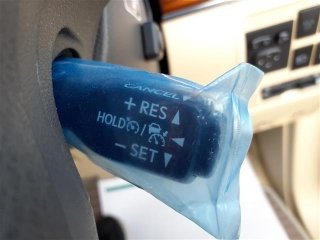 CANCEL
+ RES
HOLD /
− SET